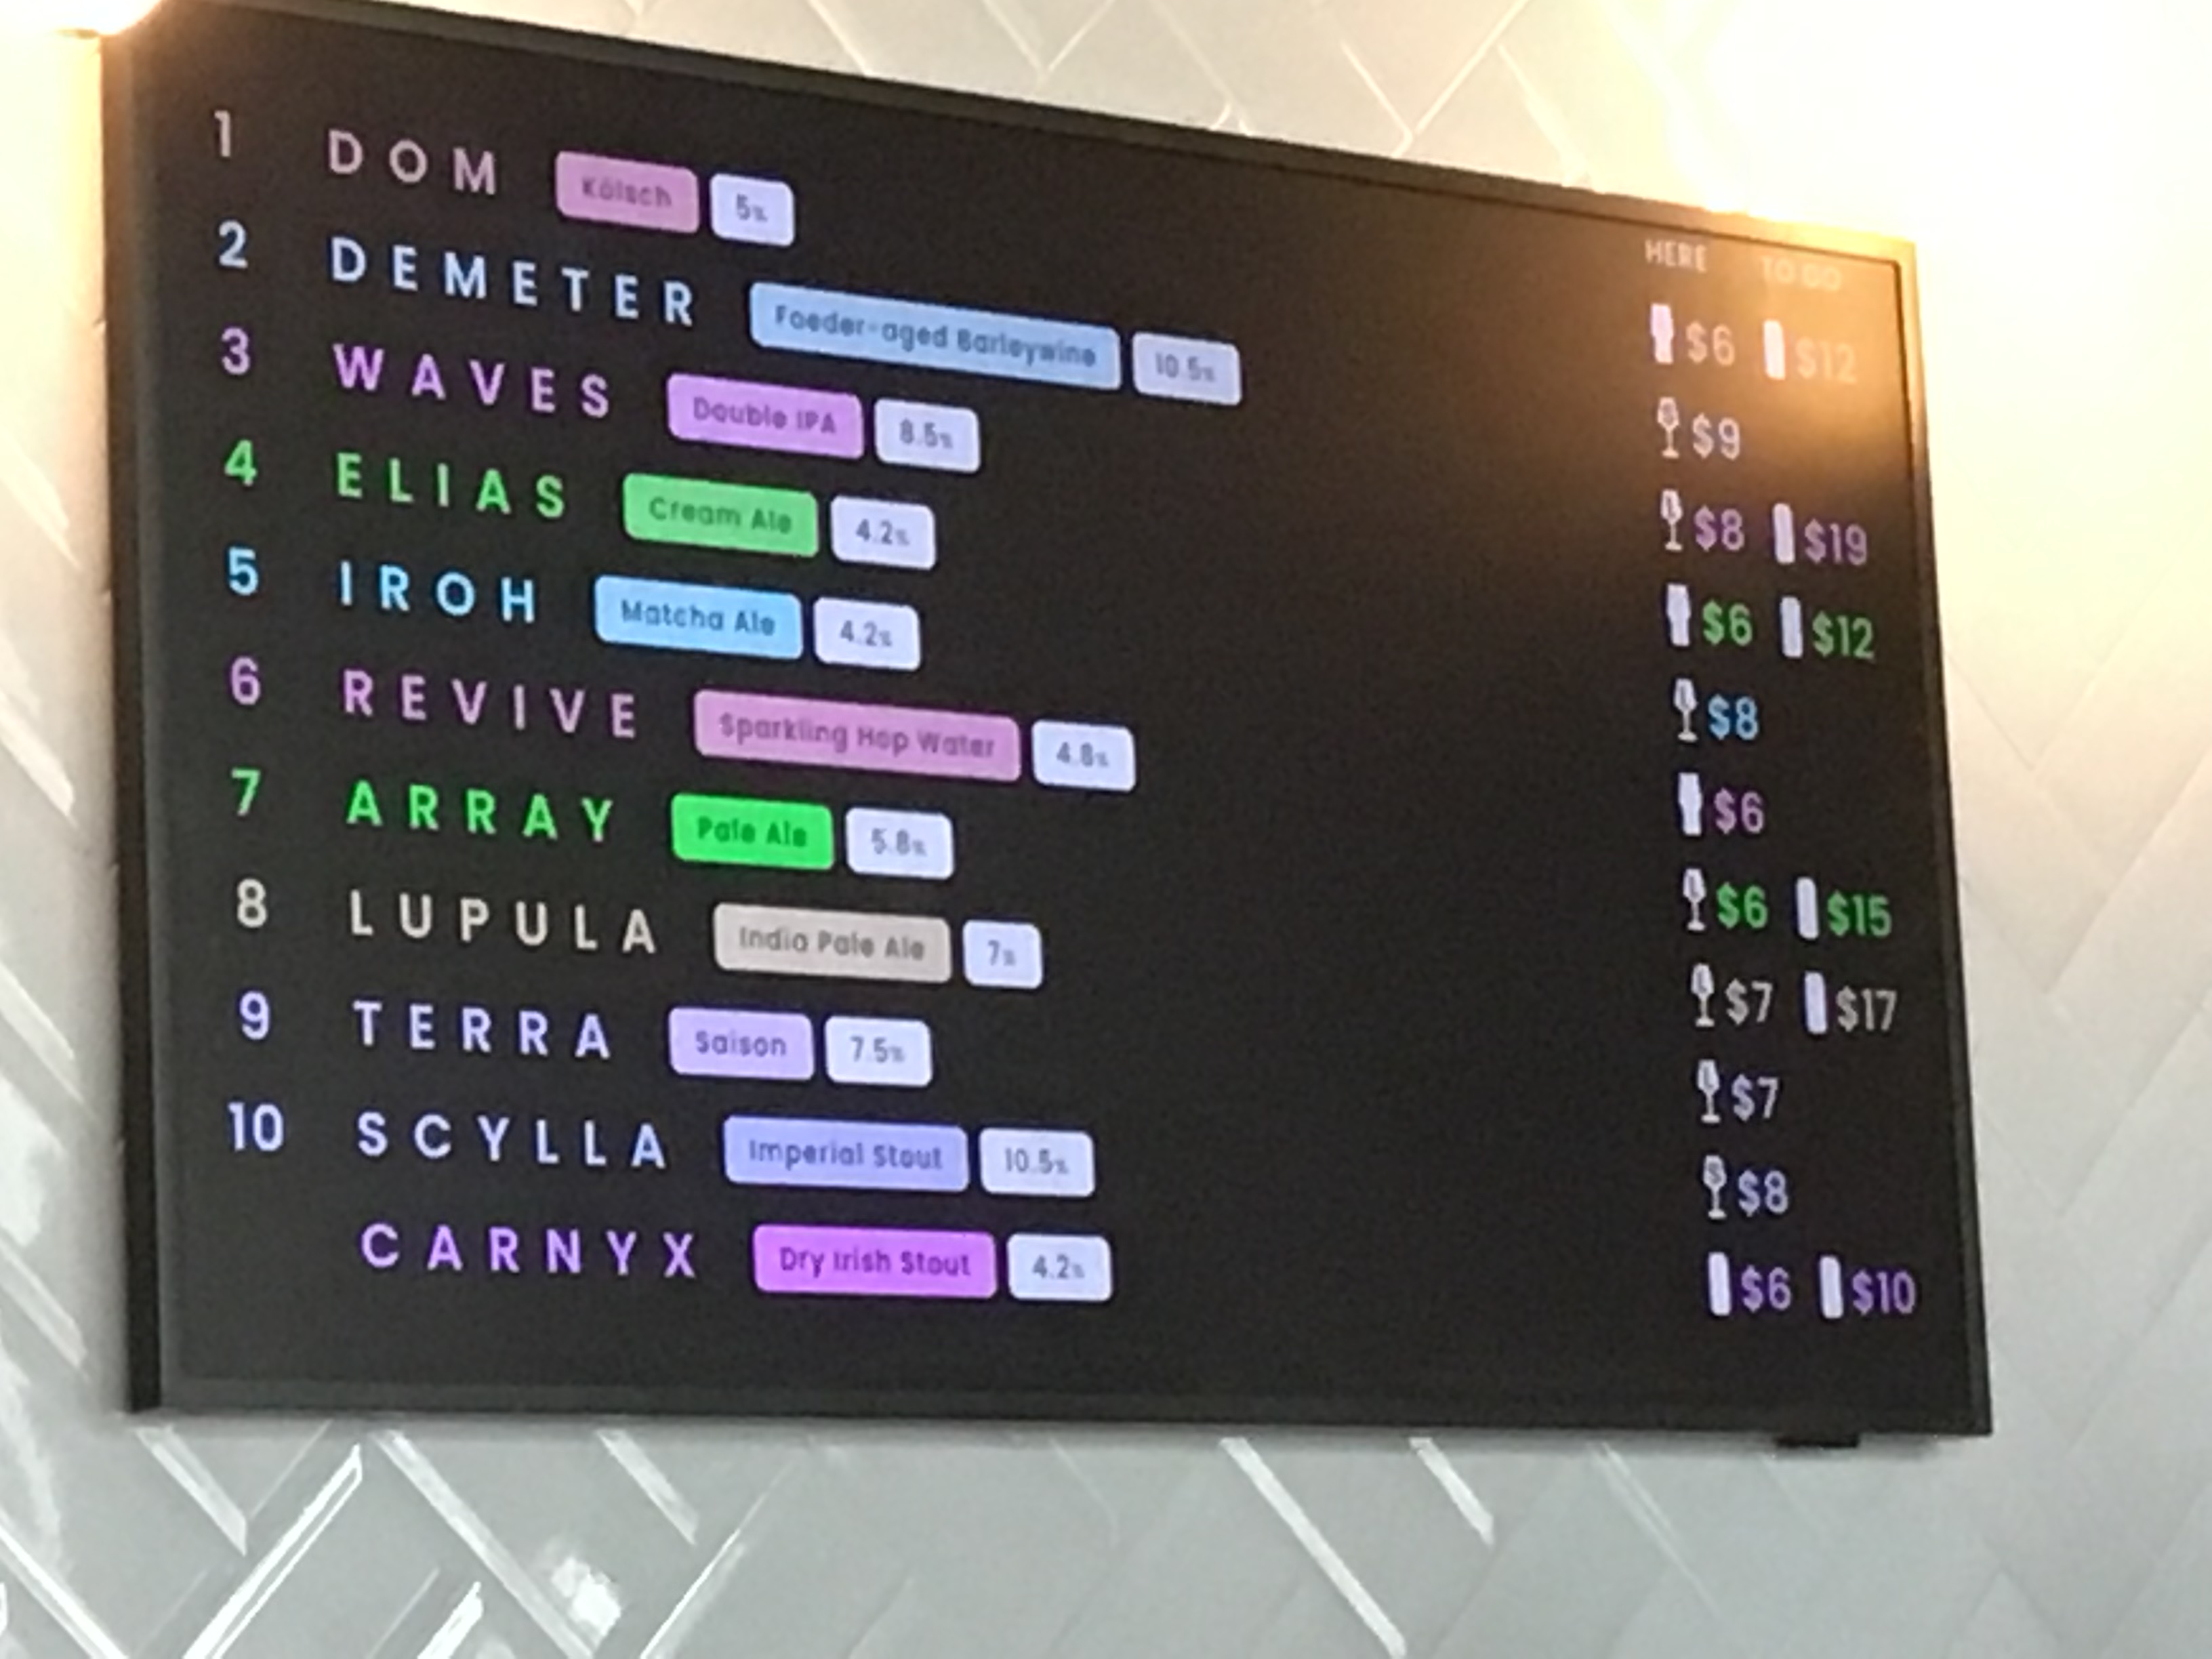 HERE TO GO
1 DOM Kölsch 5% $6 $12
2 DEMETER Foeder-aged Barleywine 10.5% $9
3 WAVES Double IPA 8.5% $8 $19
4 ELIAS Cream Ale 4.2% $6 $12
5 IROH Matcha Ale 4.2% $8
6 REVIVE Sparkling Hop Water 4.8% $6
7 ARRAY Pale Ale 5.8% $6 $15
8 LUPULA India Pale Ale 7% $7 $17
9 TERRA Saison 7.5% $7
10 SCYLLA Imperial Stout 10.5% $8
CARNYX Dry Irish Stout 4.2% $6 $10